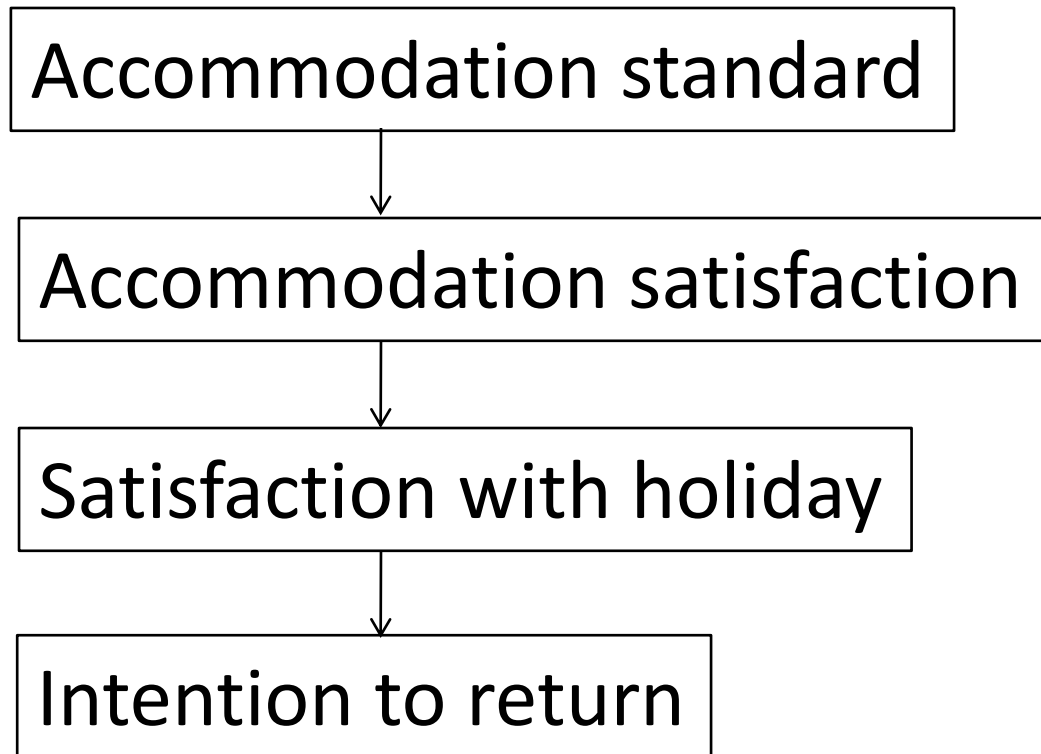 Accommodation standard
Accommodation satisfaction
Satisfaction with holiday
Intention to return